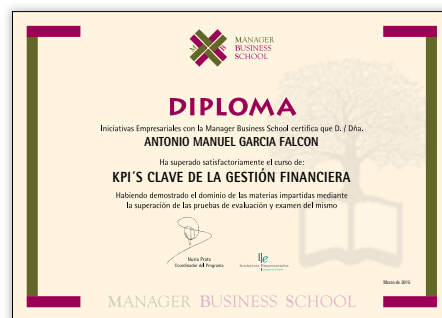 M B S
MANAGER
BUSINESS
SCHOOL
DIPLOMA
Iniciativas Empresariales con la Manager Business School certifica que D. / Dña.
ANTONIO MANUEL GARCIA FALCON
Ha superado satisfactoriamente el curso de:
KPI´S CLAVE DE LA GESTIÓN FINANCIERA
Habiendo demostrado el dominio de las materias impartidas mediante
la superación de las pruebas de evaluación y examen del mismo
Nuria Prats
Coordinador del Programa
Iniciativas Empresariales
Marzo de 2015
MANAGER BUSINESS SCHOOL